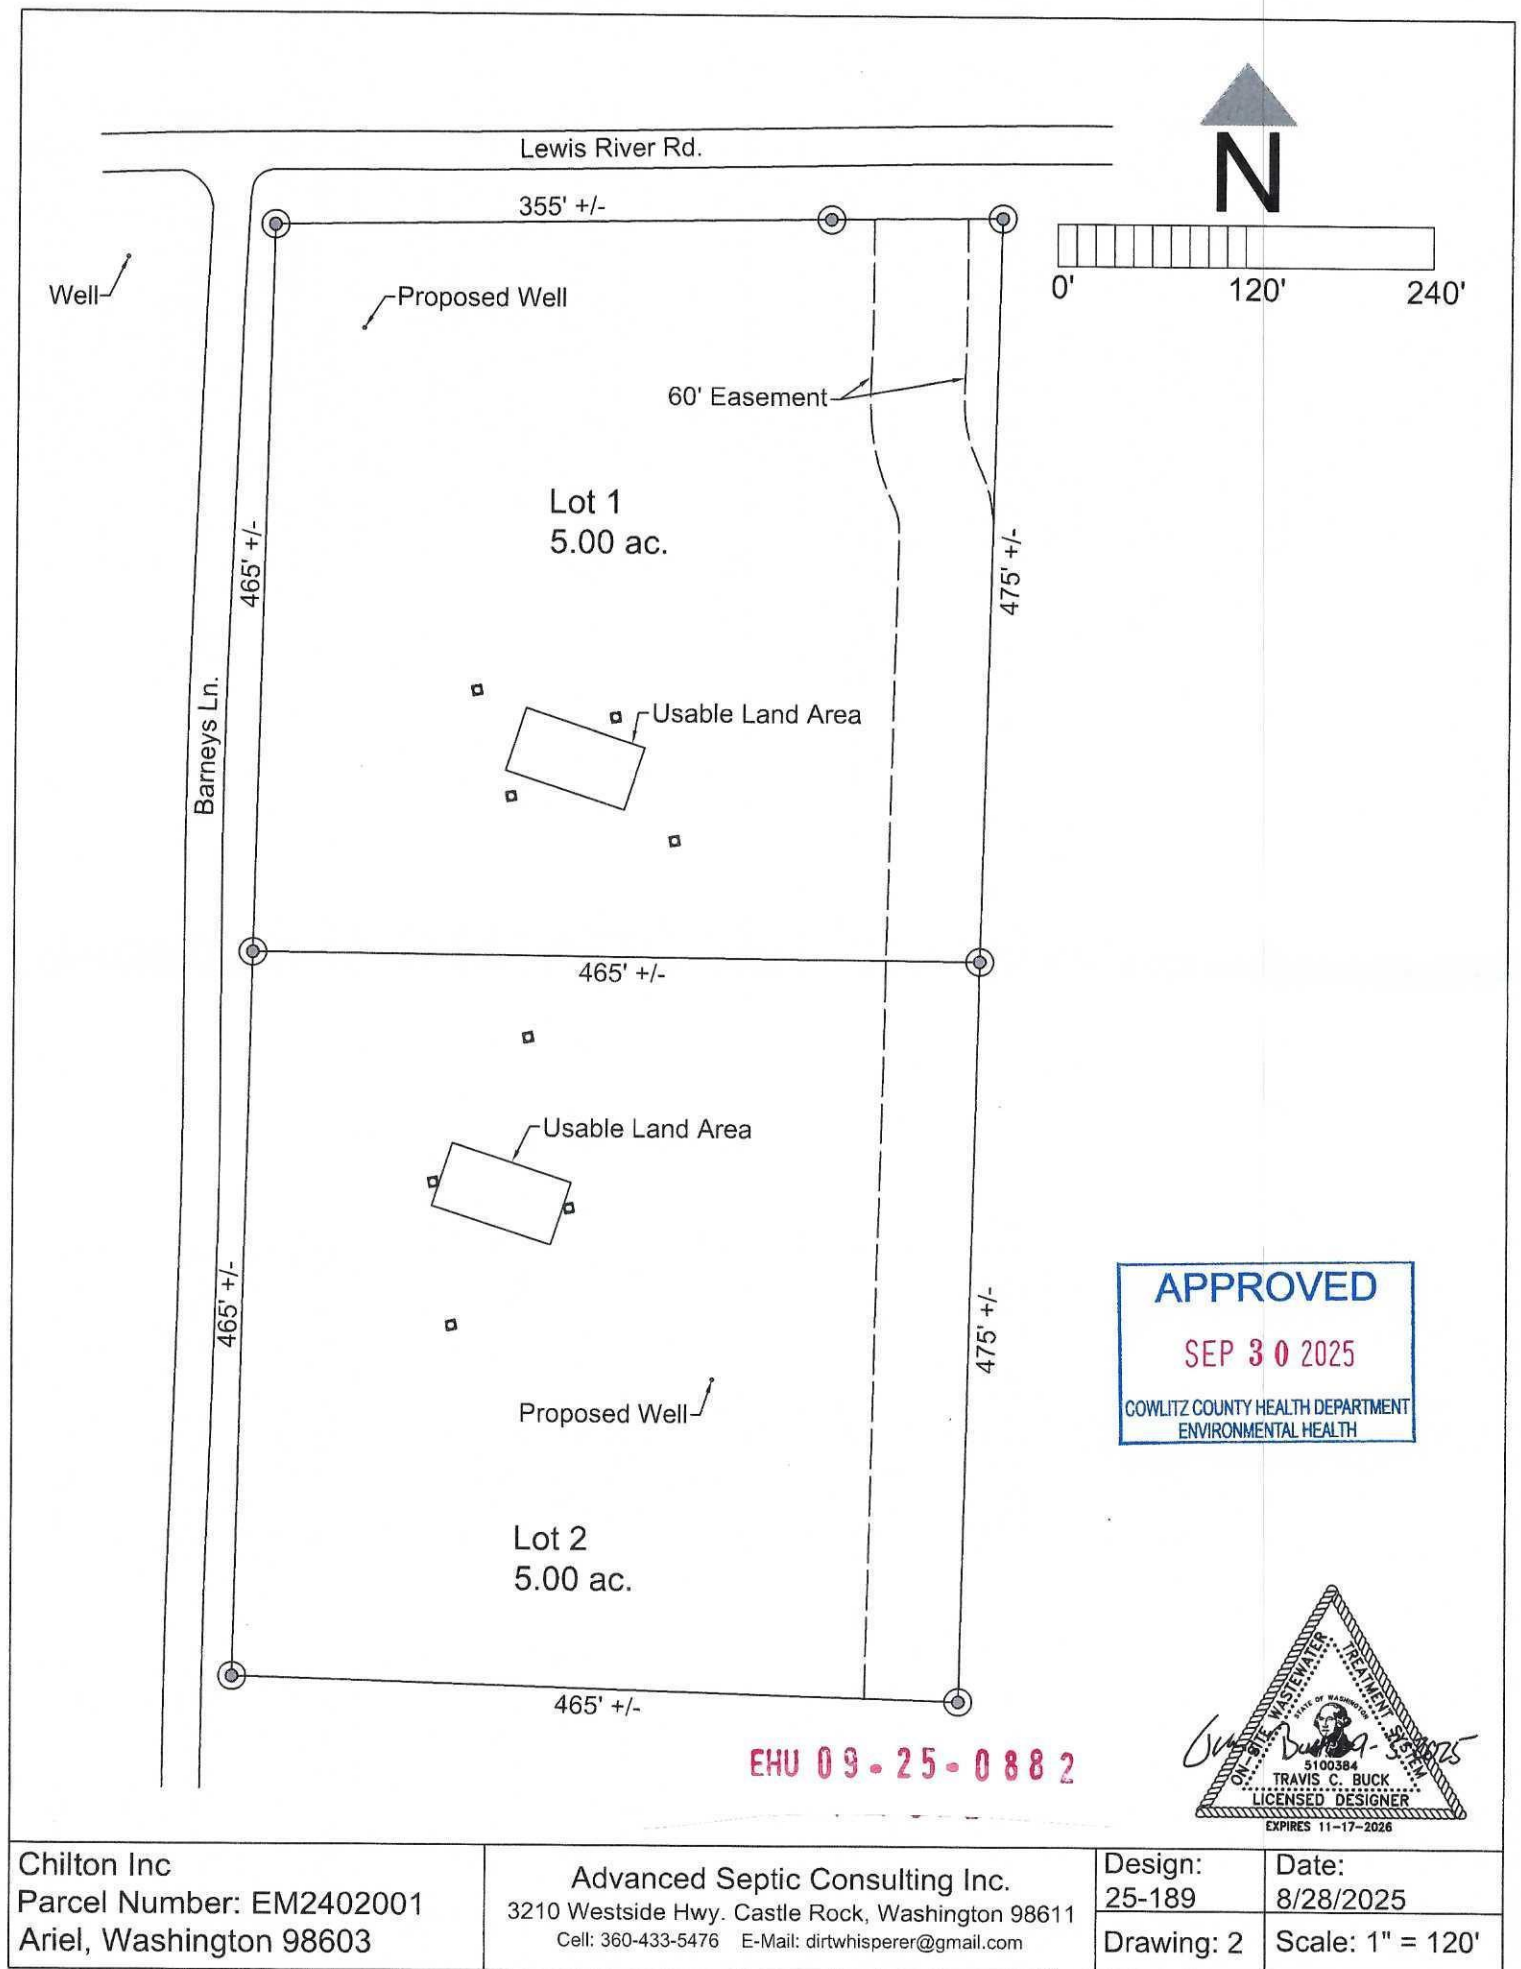 Lewis River Rd.
355' +/-
N
0' 120' 240'
Well
Proposed Well
60' Easement
Lot 1
5.00 ac.
465' +/-
475' +/-
Barneys Ln.
Usable Land Area
465' +/-
Usable Land Area
465' +/-
475' +/-
Proposed Well
APPROVED
SEP 30 2025
COWLITZ COUNTY HEALTH DEPARTMENT
ENVIRONMENTAL HEALTH
Lot 2
5.00 ac.
465' +/-
EHU 09-25-0882
ON-SITE WASTEWATER TREATMENT SYSTEM
STATE OF WASHINGTON
5100384
TRAVIS C. BUCK
LICENSED DESIGNER
EXPIRES 11-17-2026
Chilton Inc
Parcel Number: EM2402001
Ariel, Washington 98603
Advanced Septic Consulting Inc.
3210 Westside Hwy. Castle Rock, Washington 98611
Cell: 360-433-5476 E-Mail: dirtwhisperer@gmail.com
Design:
25-189
Date:
8/28/2025
Drawing: 2
Scale: 1" = 120'